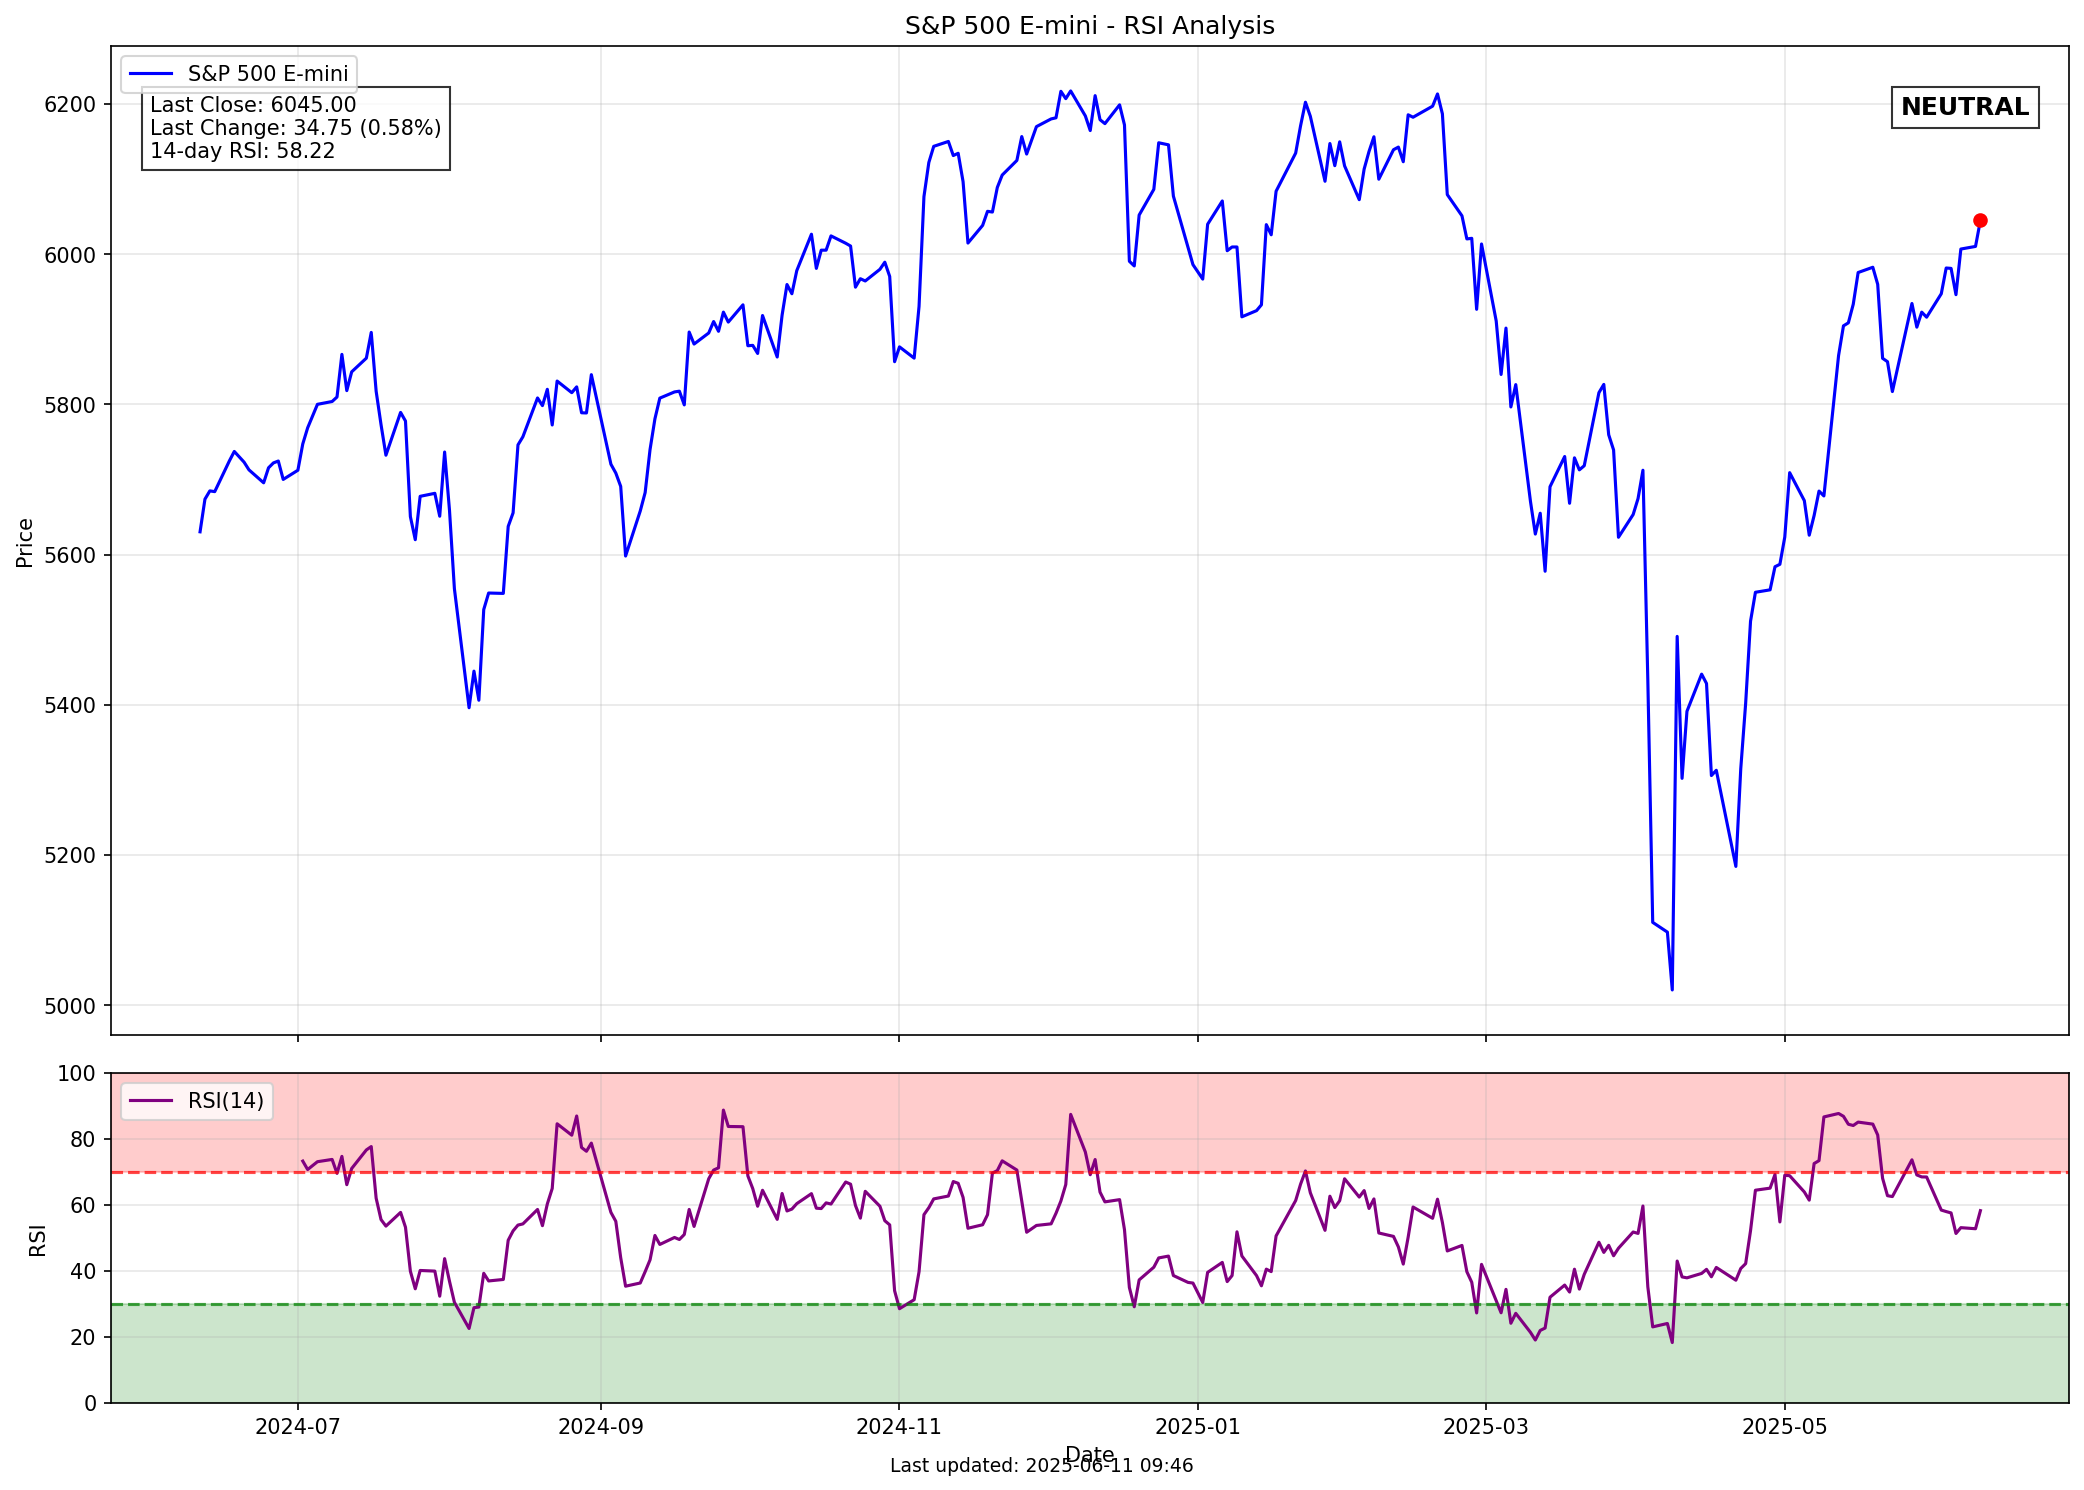 S&P 500 E-mini - RSI Analysis
S&P 500 E-mini
Last Close: 6045.00
Last Change: 34.75 (0.58%)
14-day RSI: 58.22
NEUTRAL
Price
6200
6000
5800
5600
5400
5200
5000
RSI(14)
RSI
100
80
60
40
20
0
2024-07
2024-09
2024-11
2025-01
2025-03
2025-05
Date
Last updated: 2025-06-11 09:46